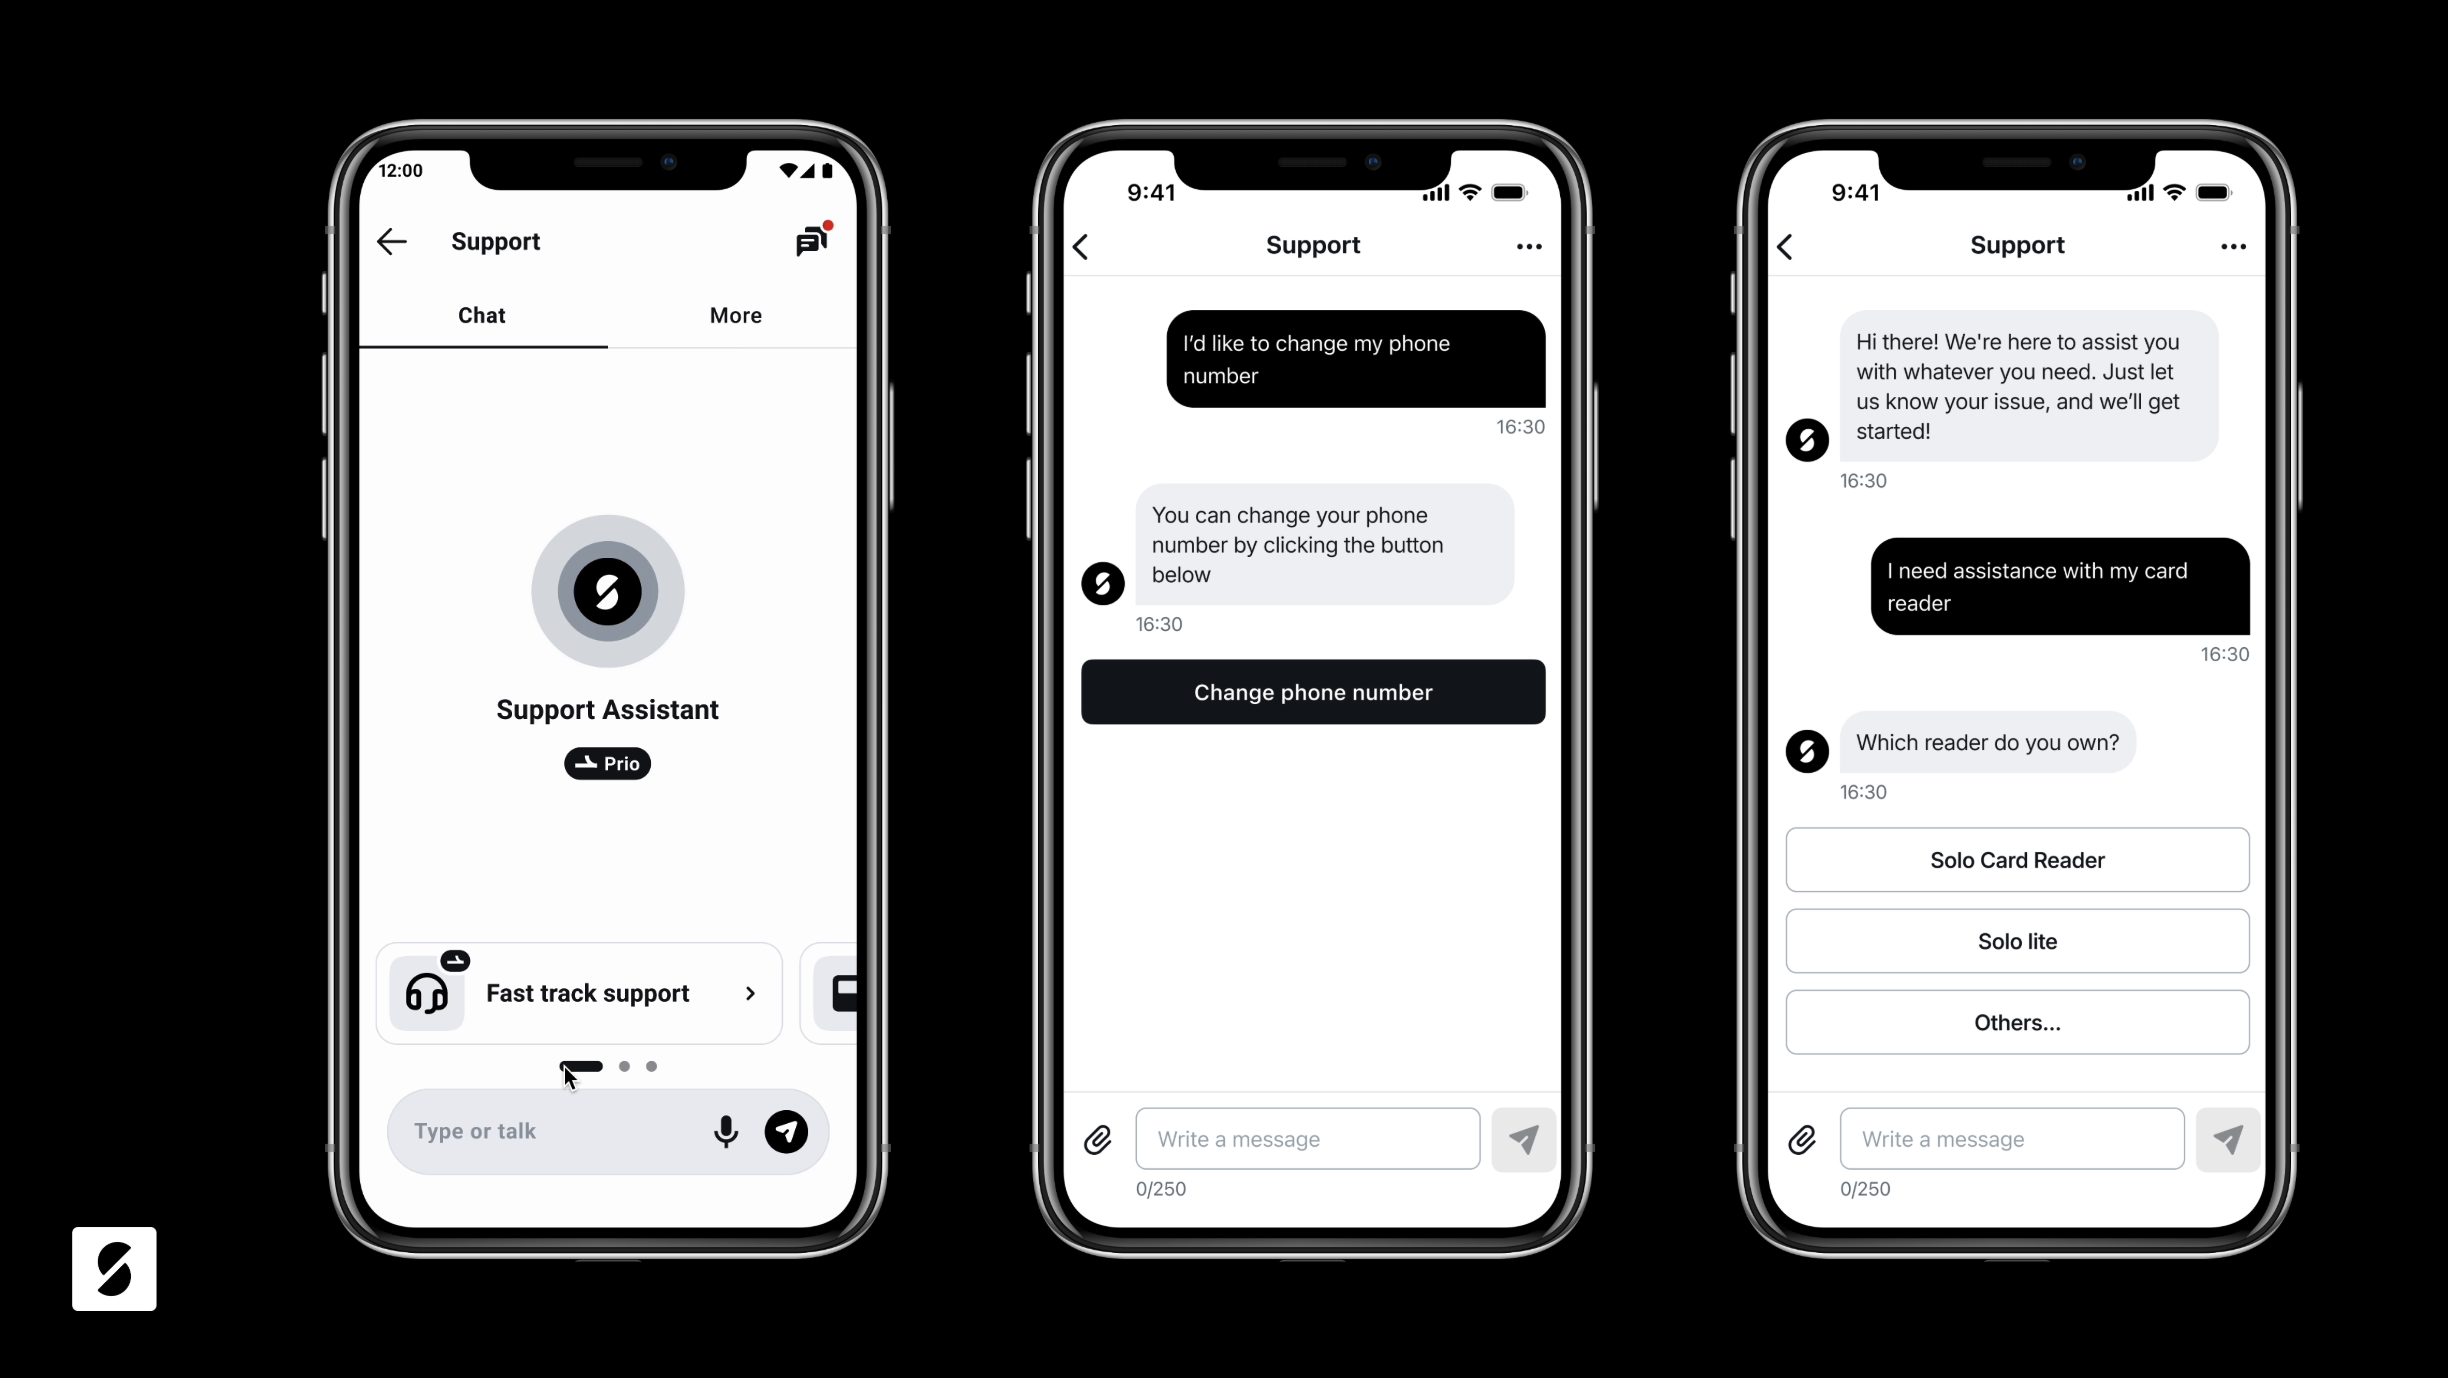 12:00
Support
Chat
More
Support Assistant
Prio
Fast track support
Type or talk
9:41
Support
I’d like to change my phone
number
16:30
You can change your phone
number by clicking the button
below
16:30
Change phone number
Write a message
0/250
9:41
Support
Hi there! We're here to assist you
with whatever you need. Just let
us know your issue, and we’ll get
started!
16:30
I need assistance with my card
reader
16:30
Which reader do you own?
16:30
Solo Card Reader
Solo lite
Others...
Write a message
0/250